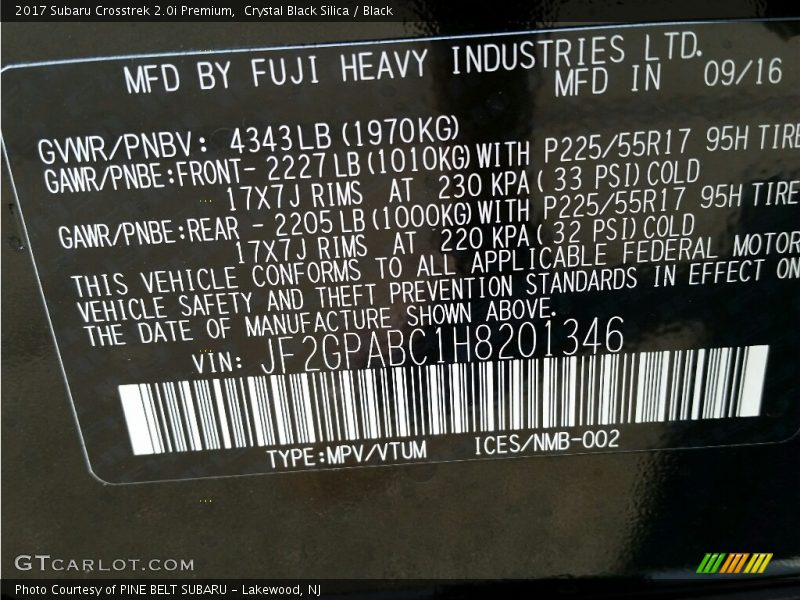 2017 Subaru Crosstrek 2.0i Premium, Crystal Black Silica / Black
MFD BY FUJI HEAVY INDUSTRIES LTD.
MFD IN 09/16
GVWR/PNBV: 4343LB(1970KG)
GAWR/PNBE:FRONT- 2227LB(1010KG)WITH P225/55R17 95H TIRE
17X7J RIMS AT 230 KPA( 33 PSI)COLD
GAWR/PNBE:REAR - 2205LB(1000KG)WITH P225/55R17 95H TIRE
17X7J RIMS AT 220 KPA( 32 PSI)COLD
THIS VEHICLE CONFORMS TO ALL APPLICABLE FEDERAL MOTOR
VEHICLE SAFETY AND THEFT PREVENTION STANDARDS IN EFFECT ON
THE DATE OF MANUFACTURE SHOWN ABOVE.
VIN: JF2GPABC1H8201346
TYPE:MPV/VTUM ICES/NMB-002
GTCARLOT.COM
Photo Courtesy of PINE BELT SUBARU - Lakewood, NJ